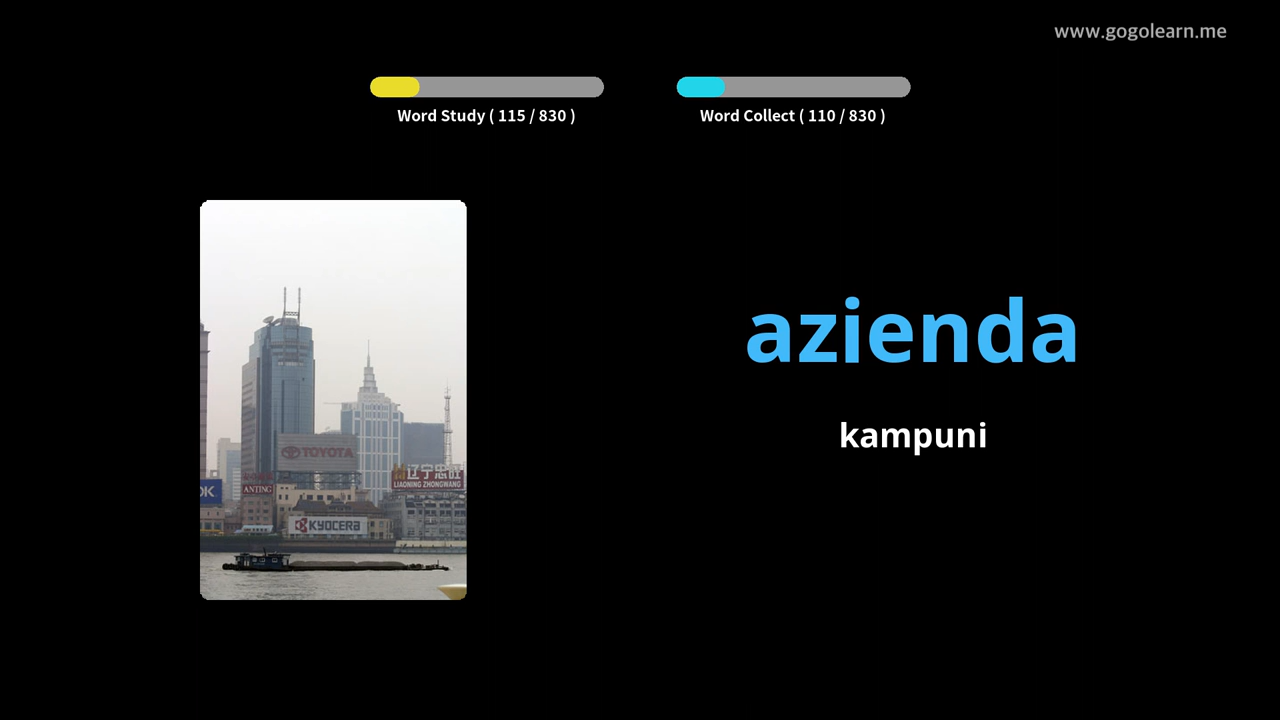 www.gogolearn.me
Word Study ( 115 / 830 )
Word Collect ( 110 / 830 )
TOYOTA
辽宁忠旺
LIAONING ZHONGWANG
OK
ANTING
KYOCERA
azienda
kampuni